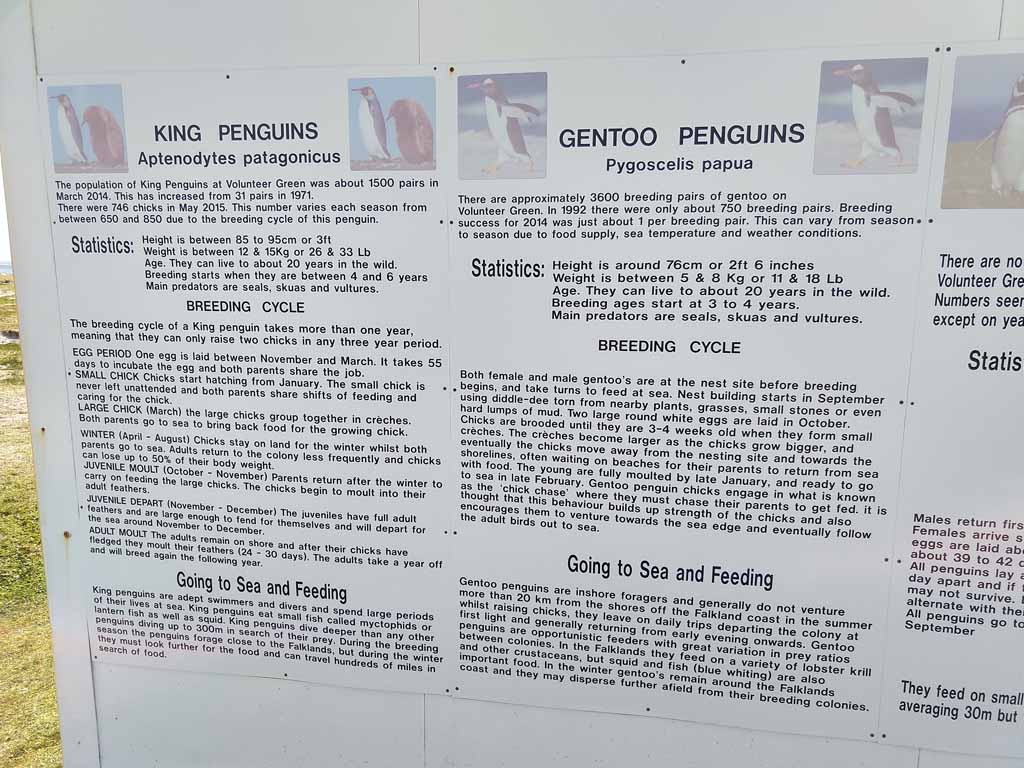 KING PENGUINS
Aptenodytes patagonicus
The population of King Penguins at Volunteer Green was about 1500 pairs in
March 2014. This has increased from 31 pairs in 1971.
There were 746 chicks in May 2015. This number varies each season from
between 650 and 850 due to the breeding cycle of this penguin.
Statistics: Height is between 85 to 95cm or 3ft
Weight is between 12 & 15Kg or 26 & 33 Lb
Age. They can live to about 20 years in the wild.
Breeding starts when they are between 4 and 6 years
Main predators are seals, skuas and vultures.
BREEDING CYCLE
The breeding cycle of a King penguin takes more than one year,
meaning that they can only raise two chicks in any three year period.
EGG PERIOD One egg is laid between November and March. It takes 55
days to incubate the egg and both parents share the job.
SMALL CHICK Chicks start hatching from January. The small chick is
never left unattended and both parents share shifts of feeding and
caring for the chick.
LARGE CHICK (March) the large chicks group together in crèches.
Both parents go to sea to bring back food for the growing chick.
WINTER (April - August) Chicks stay on land for the winter whilst both
parents go to sea. Adults return to the colony less frequently and chicks
can lose up to 50% of their body weight.
JUVENILE MOULT (October - November) Parents return after the winter to
carry on feeding the large chicks. The chicks begin to moult into their
adult feathers.
JUVENILE DEPART (November - December) The juveniles have full adult
feathers and are large enough to fend for themselves and will depart for
the sea around November to December.
ADULT MOULT The adults remain on shore and after their chicks have
fledged they moult their feathers (24 - 30 days). The adults take a year off
and will breed again the following year.
Going to Sea and Feeding
King penguins are adept swimmers and divers and spend large periods
of their lives at sea. King penguins eat small fish called myctophids or
lantern fish as well as squid. King penguins dive deeper than any other
penguins diving up to 300m in search of their prey. During the breeding
season the penguins forage close to the Falklands, but during the winter
they must look further for the food and can travel hundreds of miles in
search of food.
GENTOO PENGUINS
Pygoscelis papua
There are approximately 3600 breeding pairs of gentoo on
Volunteer Green. In 1992 there were only about 750 breeding pairs. Breeding
success for 2014 was just about 1 per breeding pair. This can vary from season
to season due to food supply, sea temperature and weather conditions.
Statistics: Height is around 76cm or 2ft 6 inches
Weight is between 5 & 8 Kg or 11 & 18 Lb
Age. They can live to about 20 years in the wild.
Breeding ages start at 3 to 4 years.
Main predators are seals, skuas and vultures.
BREEDING CYCLE
Both female and male gentoo's are at the nest site before breeding
begins, and take turns to feed at sea. Nest building starts in September
using diddle-dee torn from nearby plants, grasses, small stones or even
hard lumps of mud. Two large round white eggs are laid in October.
Chicks are brooded until they are 3-4 weeks old when they form small
crèches. The crèches become larger as the chicks grow bigger, and
eventually the chicks move away from the nesting site and towards the
shorelines, often waiting on beaches for their parents to return from sea
with food. The young are fully moulted by late January, and ready to go
to sea in late February. Gentoo penguin chicks engage in what is known
as the 'chick chase' where they must chase their parents to get fed. it is
thought that this behaviour builds up strength of the chicks and also
encourages them to venture towards the sea edge and eventually follow
the adult birds out to sea.
Going to Sea and Feeding
Gentoo penguins are inshore foragers and generally do not venture
more than 20 km from the shores off the Falkland coast in the summer
whilst raising chicks, they leave on daily trips departing the colony at
first light and generally returning from early evening onwards. Gentoo
penguins are opportunistic feeders with great variation in prey ratios
between colonies. In the Falklands they feed on a variety of lobster krill
and other crustaceans, but squid and fish (blue whiting) are also
important food. In the winter gentoo's remain around the Falklands
coast and they may disperse further afield from their breeding colonies.
There are no
Volunteer Gre
Numbers seen
except on yea
Statis
Males return firs
Females arrive s
eggs are laid abo
about 39 to 42 d
All penguins lay a
day apart and if t
may not survive.
alternate with the
All penguins go to
September
They feed on small
averaging 30m but